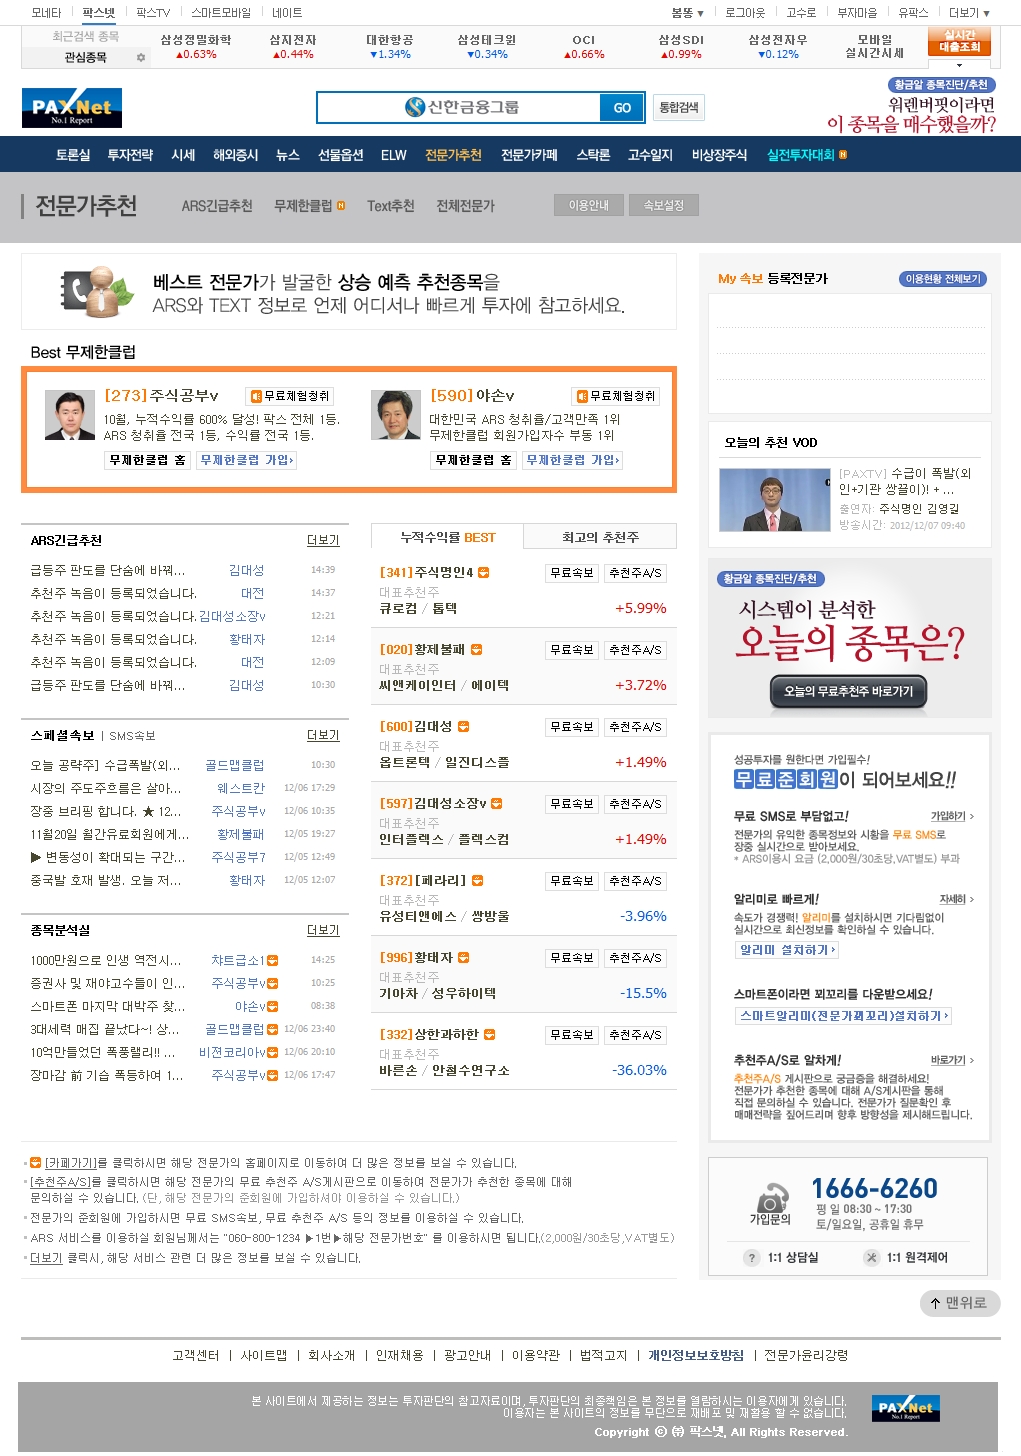 모네타 팍스넷 팍스TV 스마트모바일 네이트
봄똥 ▼ 로그아웃 고수로 부자마을 유팍스 더보기 ▼
최근검색 종목
관심종목
삼성정밀화학 삼지전자 대한항공 삼성테크윈 OCI 삼성SDI 삼성전자우 모바일 실시간시세
▲0.63% ▲0.44% ▼1.34% ▼0.34% ▲0.66% ▲0.99% ▼0.12%
실시간
대출조회
PAXNet
No.1 Report
신한금융그룹 GO 통합검색
황금알 종목진단/추천
워렌버핏이라면
이 종목을 매수했을까?
토론실 투자전략 시세 해외증시 뉴스 선물옵션 ELW 전문가추천 전문가카페 스탁론 고수일지 비상장주식 실전투자대회 N
전문가추천 ARS긴급추천 무제한클럽 N Text추천 전체전문가 이용안내 속보설정
베스트 전문가가 발굴한 상승 예측 추천종목을
ARS와 TEXT 정보로 언제 어디서나 빠르게 투자에 참고하세요.
Best 무제한클럽
[273]주식공부v 무료체험청취
10월, 누적수익률 600% 달성! 팍스 전체 1등.
ARS 청취율 전국 1등, 수익률 전국 1등.
무제한클럽 홈 무제한클럽 가입›
[590]야손v 무료체험청취
대한민국 ARS 청취율/고객만족 1위
무제한클럽 회원가입자수 부동 1위
무제한클럽 홈 무제한클럽 가입›
ARS긴급추천 더보기
급등주 판도를 단숨에 바꿔... 김대성 14:39
추천주 녹음이 등록되었습니다. 대전 14:37
추천주 녹음이 등록되었습니다. 김대성소장v 12:21
추천주 녹음이 등록되었습니다. 황태자 12:14
추천주 녹음이 등록되었습니다. 대전 12:09
급등주 판도를 단숨에 바꿔... 김대성 10:30
스페셜속보 | SMS속보 더보기
오늘 공략주] 수급폭발(외... 골드맵클럽 10:30
시장의 주도주흐름은 살아... 웨스트칸 12/06 17:29
장중 브리핑 합니다. ★ 12... 주식공부v 12/06 10:35
11월20일 월간유료회원에게... 황제불패 12/05 19:27
▶ 변동성이 확대되는 구간... 주식공부7 12/05 12:49
중국발 호재 발생. 오늘 저... 황태자 12/05 12:07
종목분석실 더보기
1000만원으로 인생 역전시... 챠트급소1 14:25
증권사 및 재야고수들이 인... 주식공부v 10:25
스마트폰 마지막 대박주 찾... 야손v 08:38
3대세력 매집 끝났다~! 상... 골드맵클럽 12/06 23:40
10억만들었던 폭풍랠리!! ... 비젼코리아v 12/06 20:10
장마감 前 기습 폭등하여 1... 주식공부v 12/06 17:47
누적수익률 BEST 최고의 추천주
[341]주식명인4 무료속보 추천주A/S
대표추천주
큐로컴 / 톱텍 +5.99%
[020]황제불패 무료속보 추천주A/S
대표추천주
씨앤케이인터 / 에이텍 +3.72%
[600]김대성 무료속보 추천주A/S
대표추천주
옵트론텍 / 일진디스플 +1.49%
[597]김대성소장v 무료속보 추천주A/S
대표추천주
인터플렉스 / 플렉스컴 +1.49%
[372][페라리] 무료속보 추천주A/S
대표추천주
유성티엔에스 / 쌍방울 -3.96%
[996]황태자 무료속보 추천주A/S
대표추천주
기아차 / 성우하이텍 -15.5%
[332]상한과하한 무료속보 추천주A/S
대표추천주
바른손 / 안철수연구소 -36.03%
[카페가기]를 클릭하시면 해당 전문가의 홈페이지로 이동하여 더 많은 정보를 보실 수 있습니다.
[추천주A/S]를 클릭하시면 해당 전문가의 무료 추천주 A/S게시판으로 이동하여 전문가가 추천한 종목에 대해
문의하실 수 있습니다. (단, 해당 전문가의 준회원에 가입하셔야 이용하실 수 있습니다.)
전문가의 준회원에 가입하시면 무료 SMS속보, 무료 추천주 A/S 등의 정보를 이용하실 수 있습니다.
ARS 서비스를 이용하실 회원님께서는 "060-800-1234 ▶1번▶해당 전문가번호" 를 이용하시면 됩니다.(2,000원/30초당,VAT별도)
더보기 클릭시, 해당 서비스 관련 더 많은 정보를 보실 수 있습니다.
My 속보 등록전문가 이용현황 전체보기
오늘의 추천 VOD
[PAXTV] 수급이 폭발(외
인+기관 쌍끌이)! + ...
출연자: 주식명인 김영길
방송시간: 2012/12/07 09:40
황금알 종목진단/추천
시스템이 분석한
오늘의 종목은?
오늘의 무료추천주 바로가기
성공투자를 원한다면 가입필수!
무료준회원이 되어보세요!!
무료 SMS로 부담없고! 가입하기 ›
전문가의 유익한 종목정보와 시황을 무료 SMS로
장중 실시간으로 받아보세요.
* ARS이용시 요금 (2,000원/30초당,VAT별도) 부과
알리미로 빠르게! 자세히 ›
속도가 경쟁력! 알리미를 설치하시면 기다림없이
실시간으로 최신정보를 확인하실 수 있습니다.
알리미 설치하기›
스마트폰이라면 꾀꼬리를 다운받으세요!
스마트알리미(전문가꾀꼬리)설치하기›
추천주A/S로 알차게! 바로가기 ›
추천주A/S 게시판으로 궁금증을 해결하세요!
전문가가 추천한 종목에 대해 A/S게시판을 통해
직접 문의하실 수 있습니다. 전문가가 질문확인 후
매매전략을 짚어드리며 향후 방향성을 제시해드립니다.
가입문의
1666-6260
평 일 08:30 ~ 17:30
토/일요일, 공휴일 휴무
? 1:1 상담실 1:1 원격제어
↑ 맨위로
고객센터 | 사이트맵 | 회사소개 | 인재채용 | 광고안내 | 이용약관 | 법적고지 | 개인정보보호방침 | 전문가윤리강령
본 사이트에서 제공하는 정보는 투자판단의 참고자료이며, 투자판단의 최종책임은 본 정보를 열람하시는 이용자에게 있습니다.
이용자는 본 사이트의 정보를 무단으로 재배포 및 재활용 할 수 없습니다.
Copyright ⓒ ㈜ 팍스넷, All Rights Reserved.
PAXNet
No.1 Report